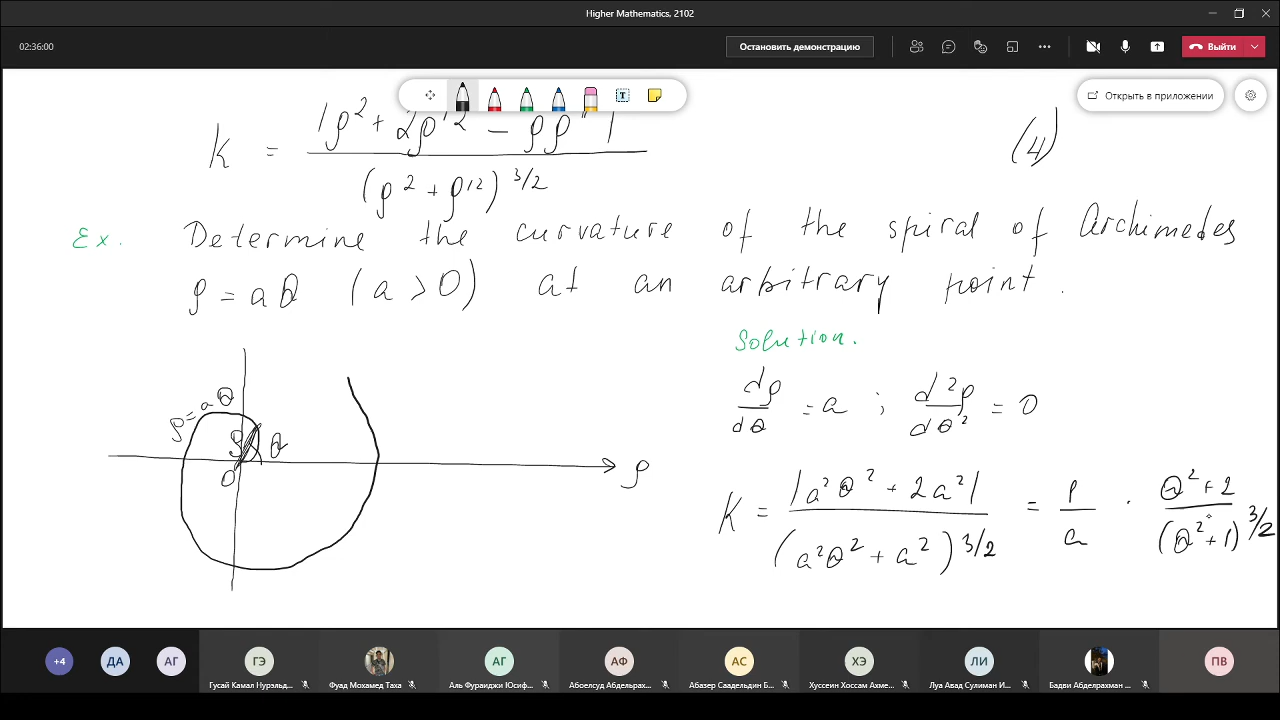 Higher Mathematics, 2102
02:36:00
Остановить демонстрацию
Выйти
Открыть в приложении
K = |ρ² + 2ρ'² − ρρ''| / (ρ² + ρ'²)^3/2 (4)
Ex. Determine the curvature of the spiral of Archimedes
ρ = aθ (a > 0) at an arbitrary point.
Solution.
dρ/dθ = a ; d²ρ/dθ² = 0
ρ = aθ
ρ θ
0 ρ
K = |a²θ² + 2a²| / (a²θ² + a²)^3/2 = 1/a · θ² + 2 / (θ² + 1)^3/2
+4 ДА АГ ГЭ АГ АФ АС ХЭ ЛИ ПВ
Гусай Камал Нурэльд... Фуад Мохамед Таха Аль Фураиджи Юсиф... Абоелсуд Абдельрах... Абазер Саадельдин Б... Хуссеин Хоссам Ахме... Луа Авад Сулиман И... Бадви Абделрахман ...